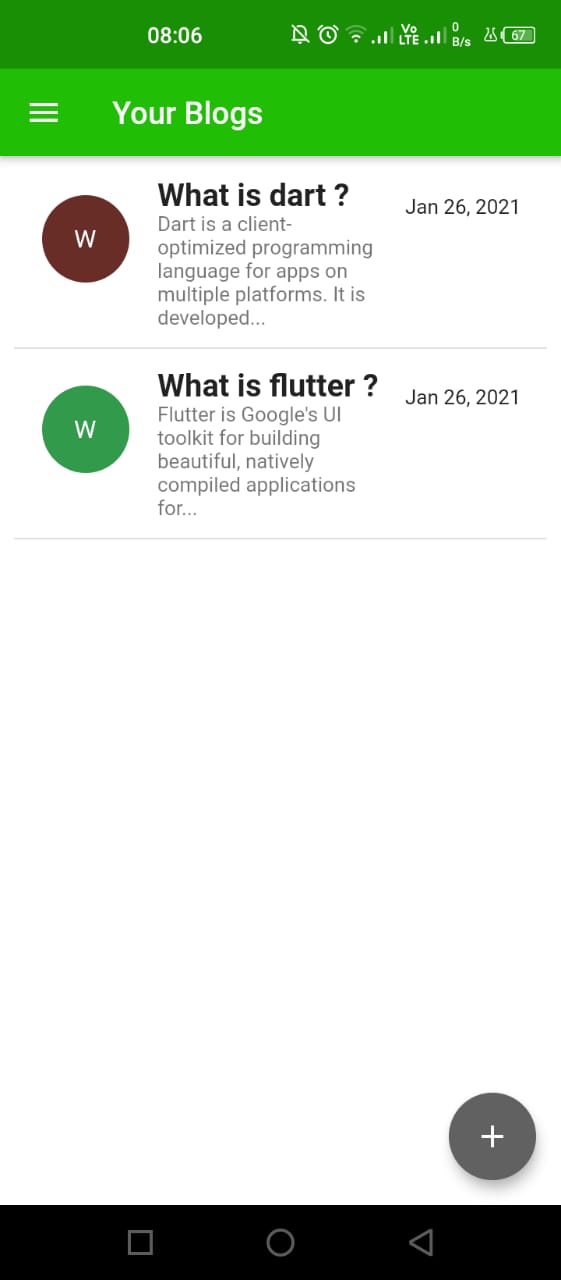 08:06
Vo
LTE
0
B/s
67
Your Blogs
W
What is dart ?
Jan 26, 2021
Dart is a client-
optimized programming
language for apps on
multiple platforms. It is
developed...
W
What is flutter ?
Jan 26, 2021
Flutter is Google's UI
toolkit for building
beautiful, natively
compiled applications
for...